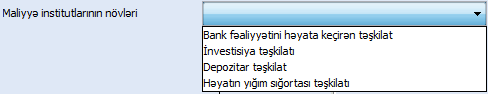 Maliyyə institutlarının növləri
Bank fəaliyyətini həyata keçirən təşkilat
İnvestisiya təşkilatı
Depozitar təşkilat
Həyatın yığım sığortası təşkilatı